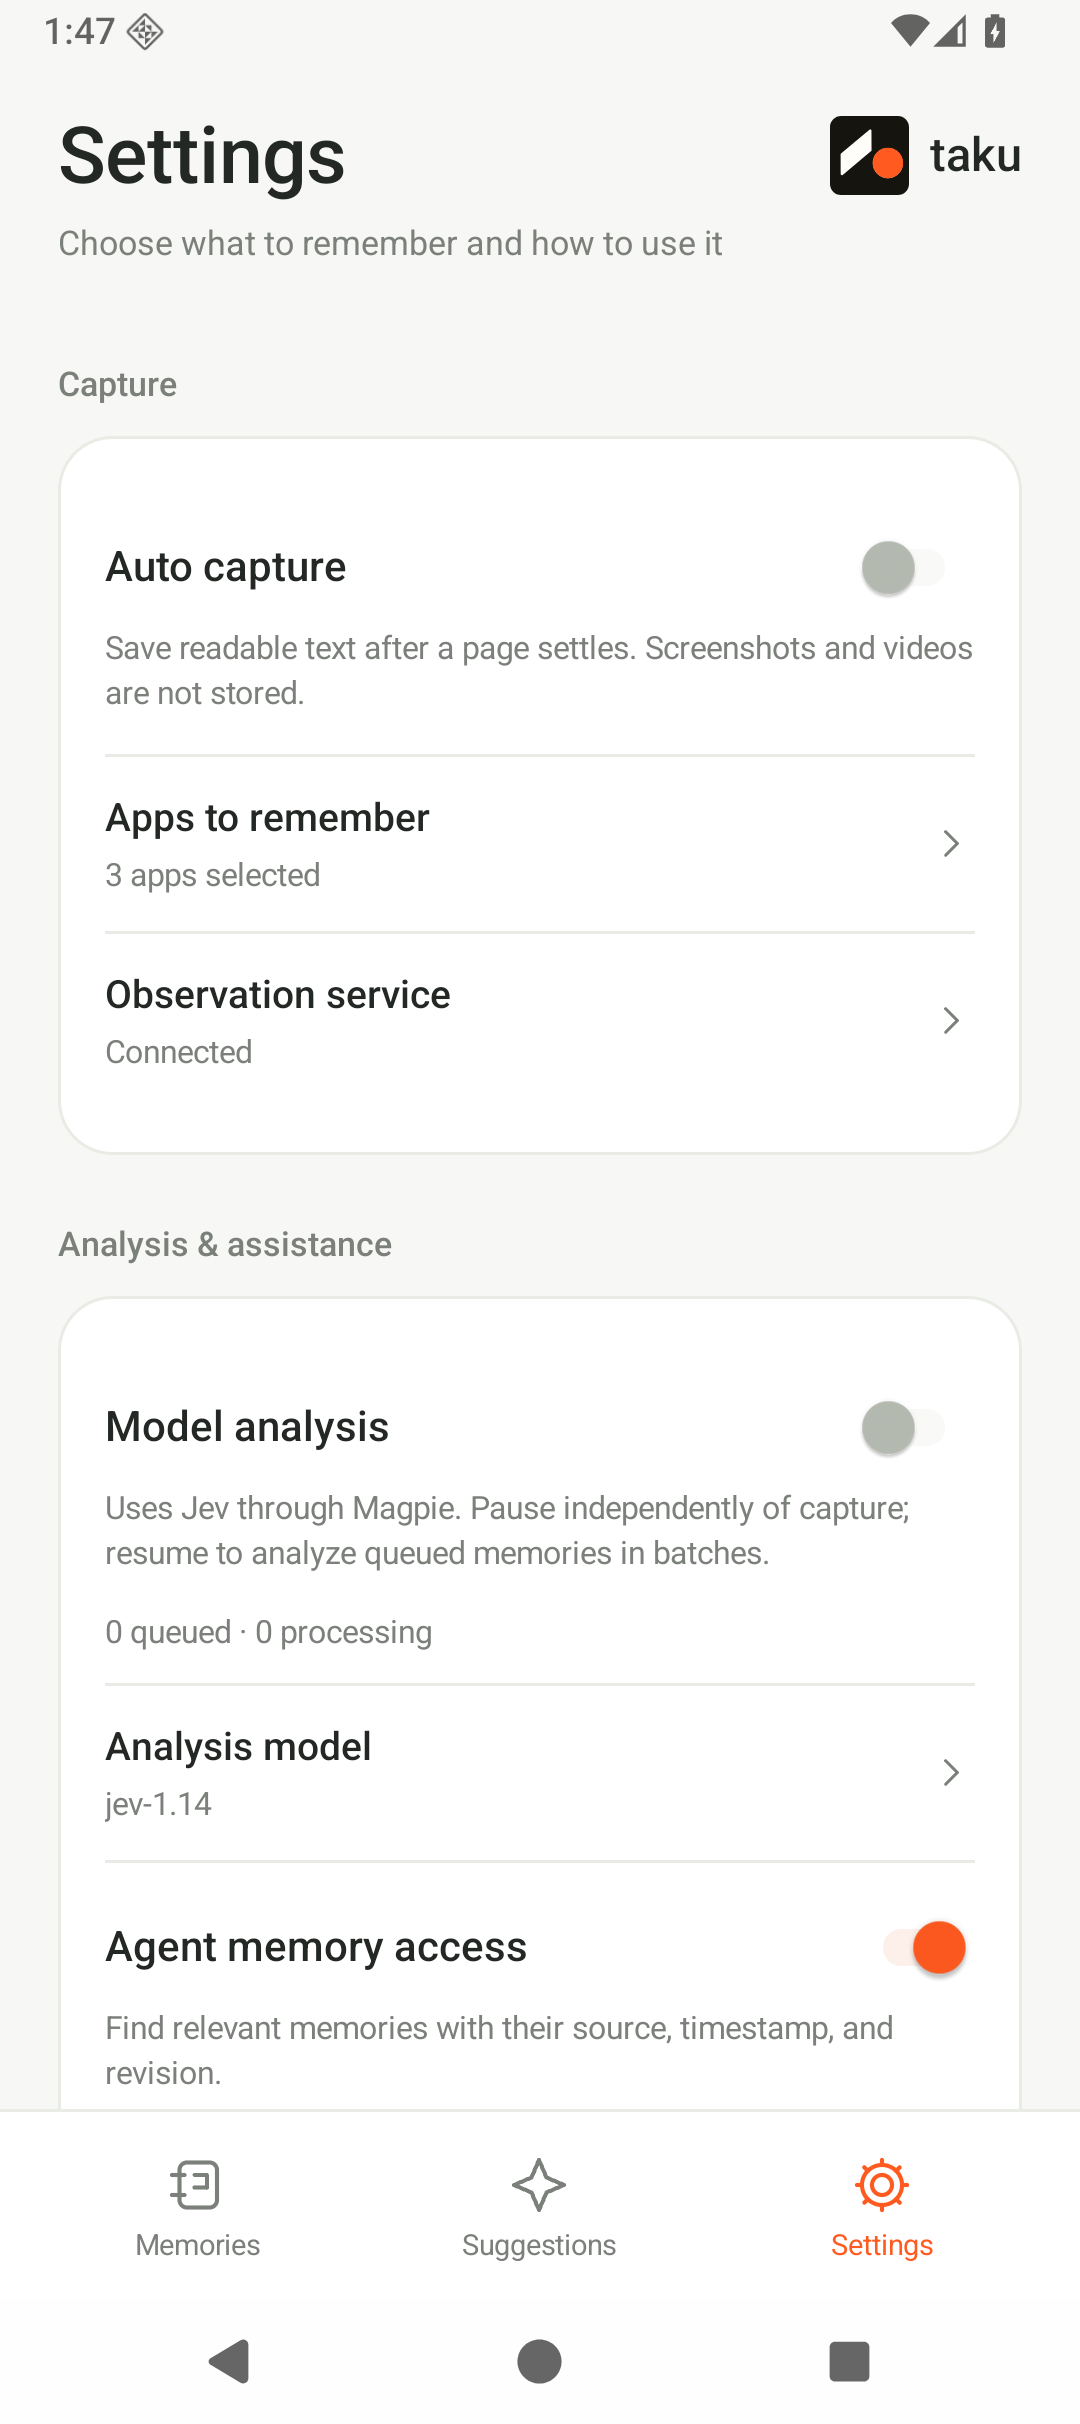 1:47
Settings
taku
Choose what to remember and how to use it
Capture
Auto capture
Save readable text after a page settles. Screenshots and videos
are not stored.
Apps to remember
3 apps selected
Observation service
Connected
Analysis & assistance
Model analysis
Uses Jev through Magpie. Pause independently of capture;
resume to analyze queued memories in batches.
0 queued · 0 processing
Analysis model
jev-1.14
Agent memory access
Find relevant memories with their source, timestamp, and
revision.
Memories
Suggestions
Settings